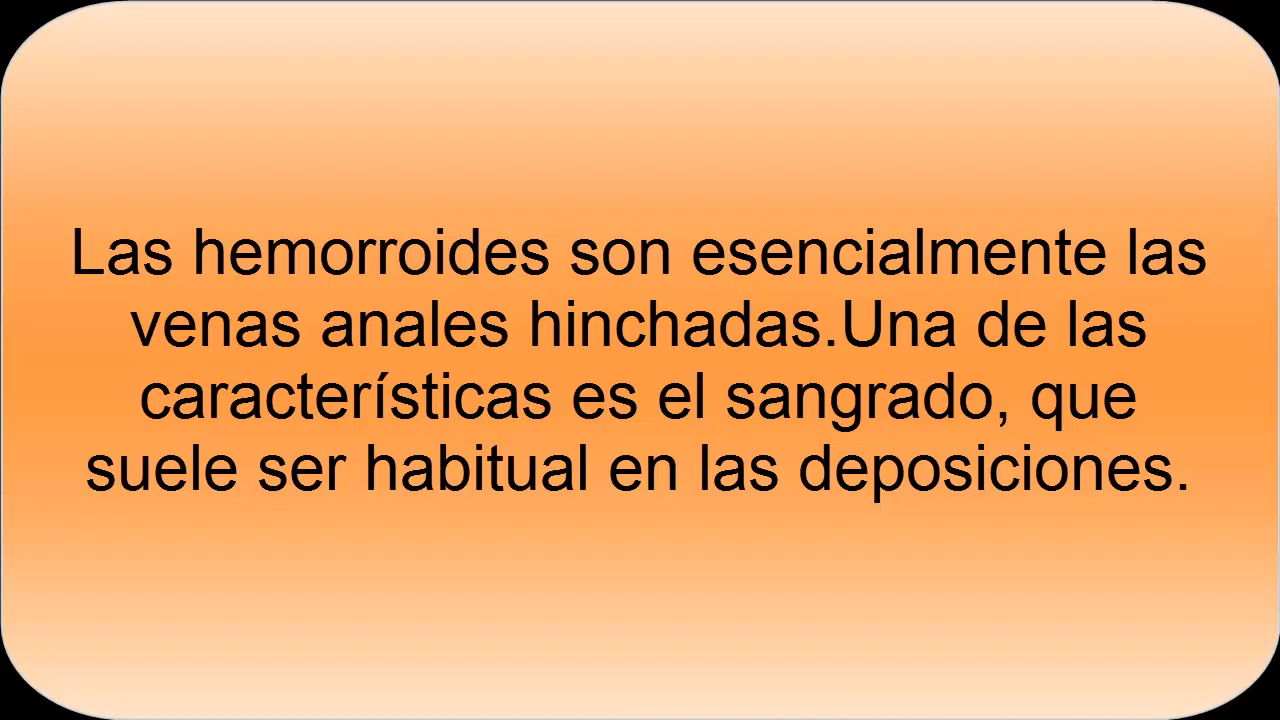 Las hemorroides son esencialmente las
venas anales hinchadas.Una de las
características es el sangrado, que
suele ser habitual en las deposiciones.